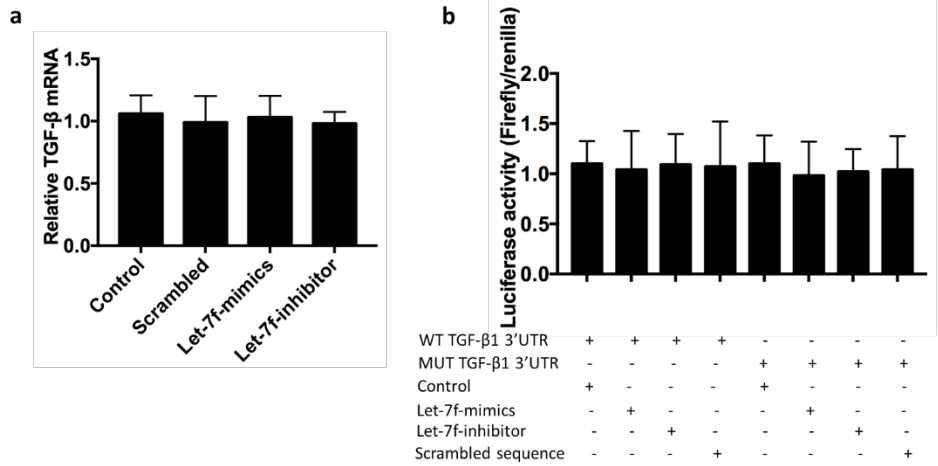 a
Relative TGF-β mRNA
1.5
1.0
0.5
0.0
Control
Scrambled
Let-7f-mimics
Let-7f-inhibitor
b
Luciferase activity (Firefly/renilla)
2.0
1.5
1.0
0.5
0.0
WT TGF-β1 3’UTR + + + + - - - -
MUT TGF-β1 3’UTR - - - - + + + +
Control + - - - + - - -
Let-7f-mimics - + - - - + - -
Let-7f-inhibitor - - + - - - + -
Scrambled sequence - - - + - - - +